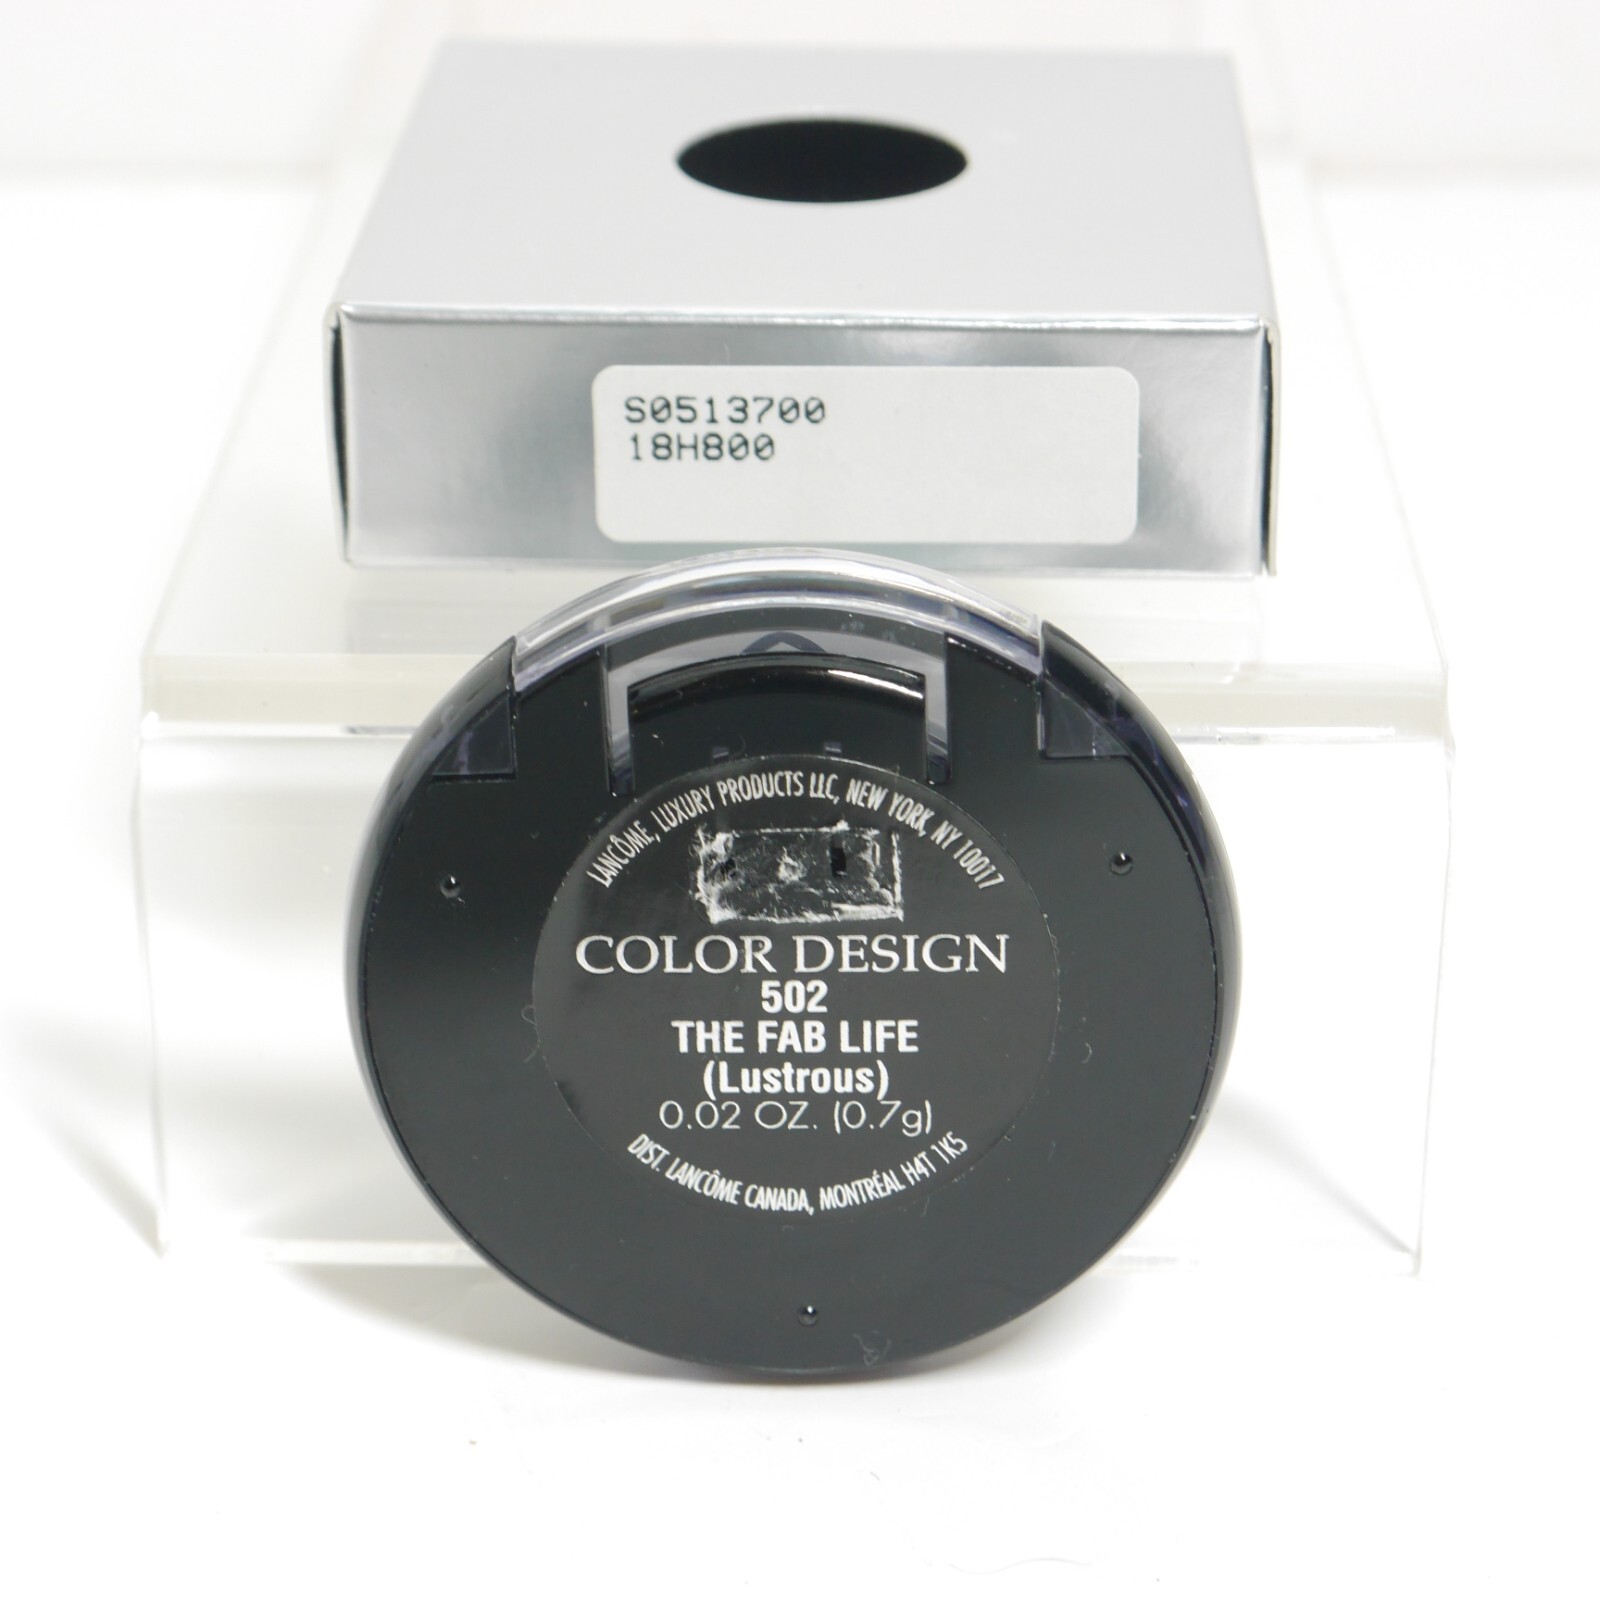 S0513700
18H800
LANCÔME, LUXURY PRODUCTS LLC, NEW YORK, NY 10017
COLOR DESIGN
502
THE FAB LIFE
(Lustrous)
0.02 OZ. (0.7g)
DIST. LANCÔME CANADA, MONTRÉAL H4T 1K5